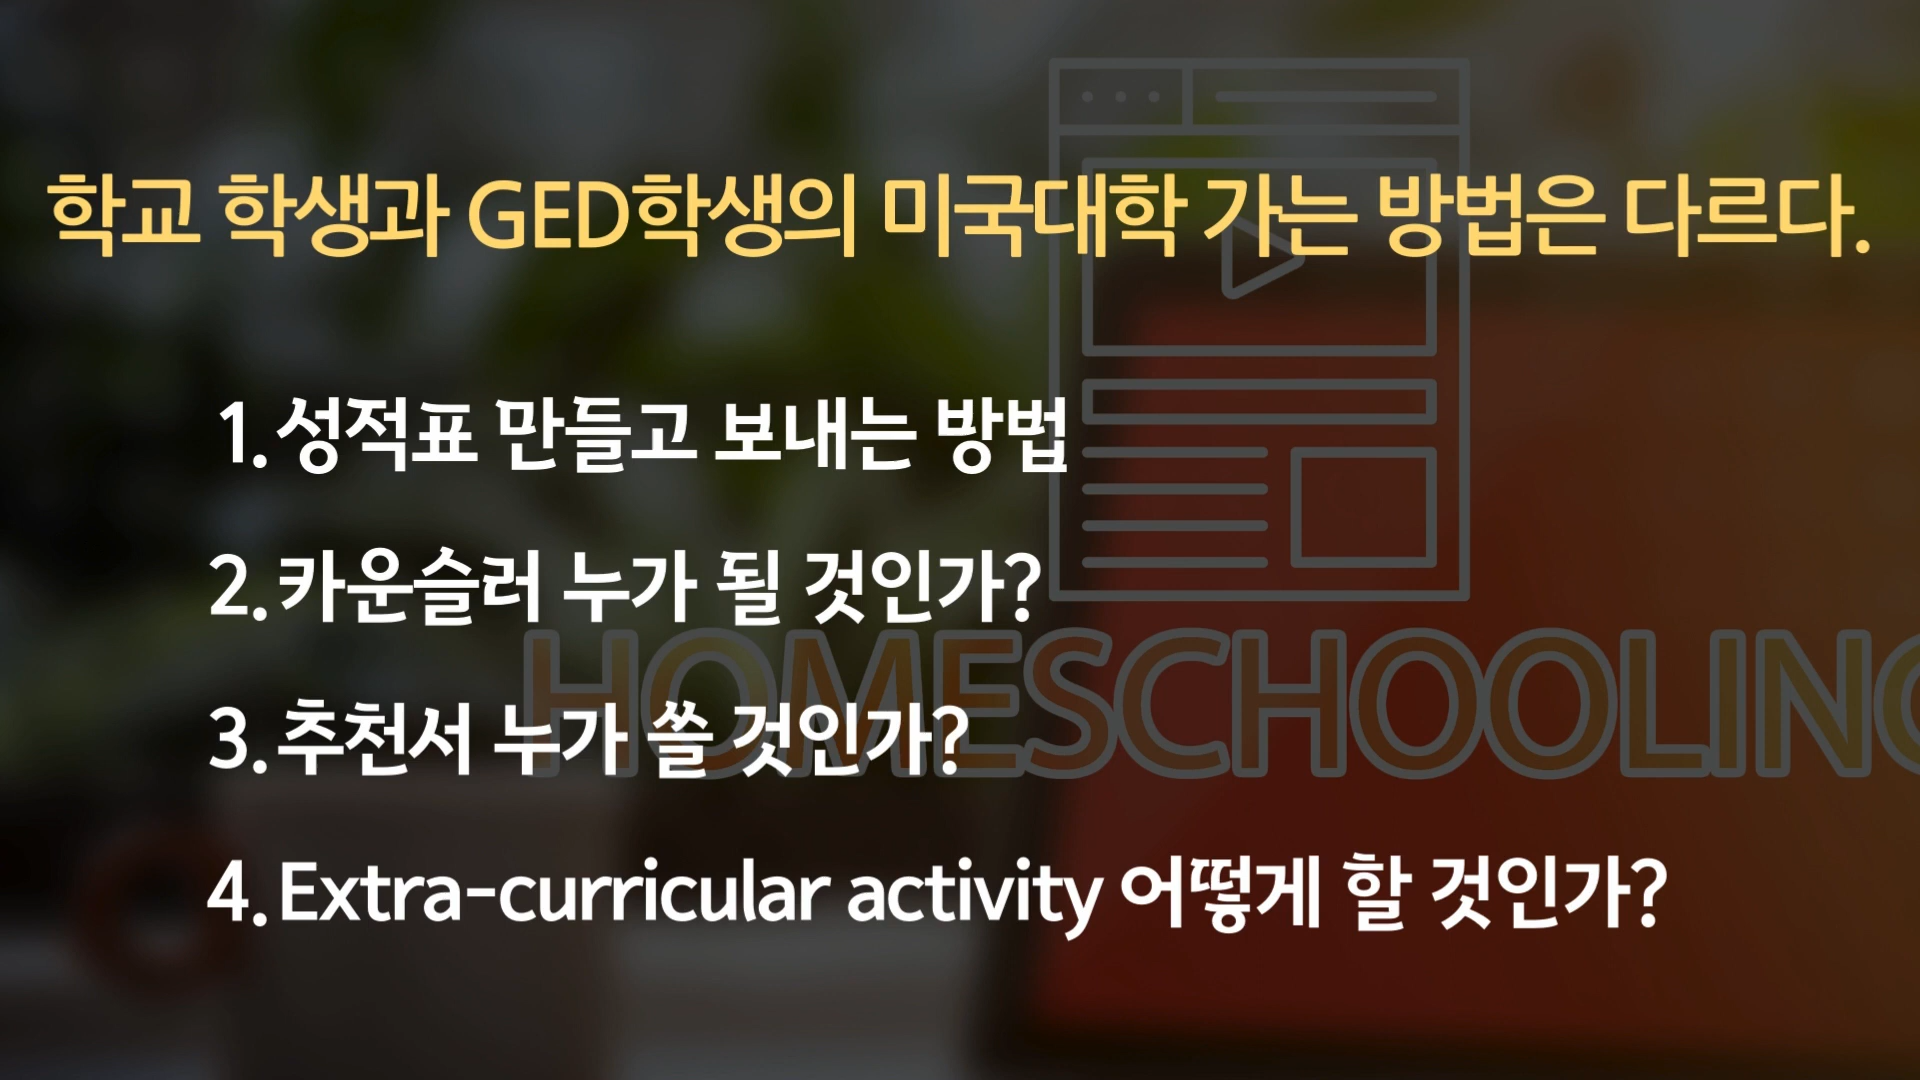 학교 학생과 GED학생의 미국대학 가는 방법은 다르다.
1. 성적표 만들고 보내는 방법
2. 카운슬러 누가 될 것인가?
HOMESCHOOLING
3. 추천서 누가 쓸 것인가?
4. Extra-curricular activity 어떻게 할 것인가?